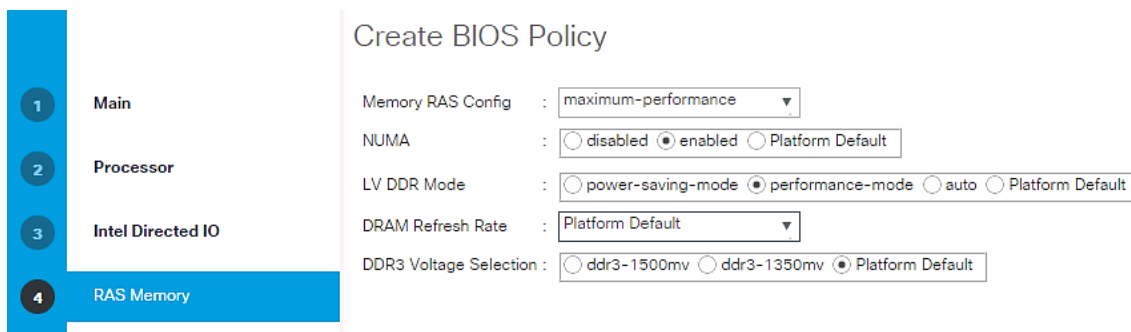 Create BIOS Policy
1 Main
2 Processor
3 Intel Directed IO
4 RAS Memory
Memory RAS Config : maximum-performance
NUMA : disabled enabled Platform Default
LV DDR Mode : power-saving-mode performance-mode auto Platform Default
DRAM Refresh Rate : Platform Default
DDR3 Voltage Selection : ddr3-1500mv ddr3-1350mv Platform Default